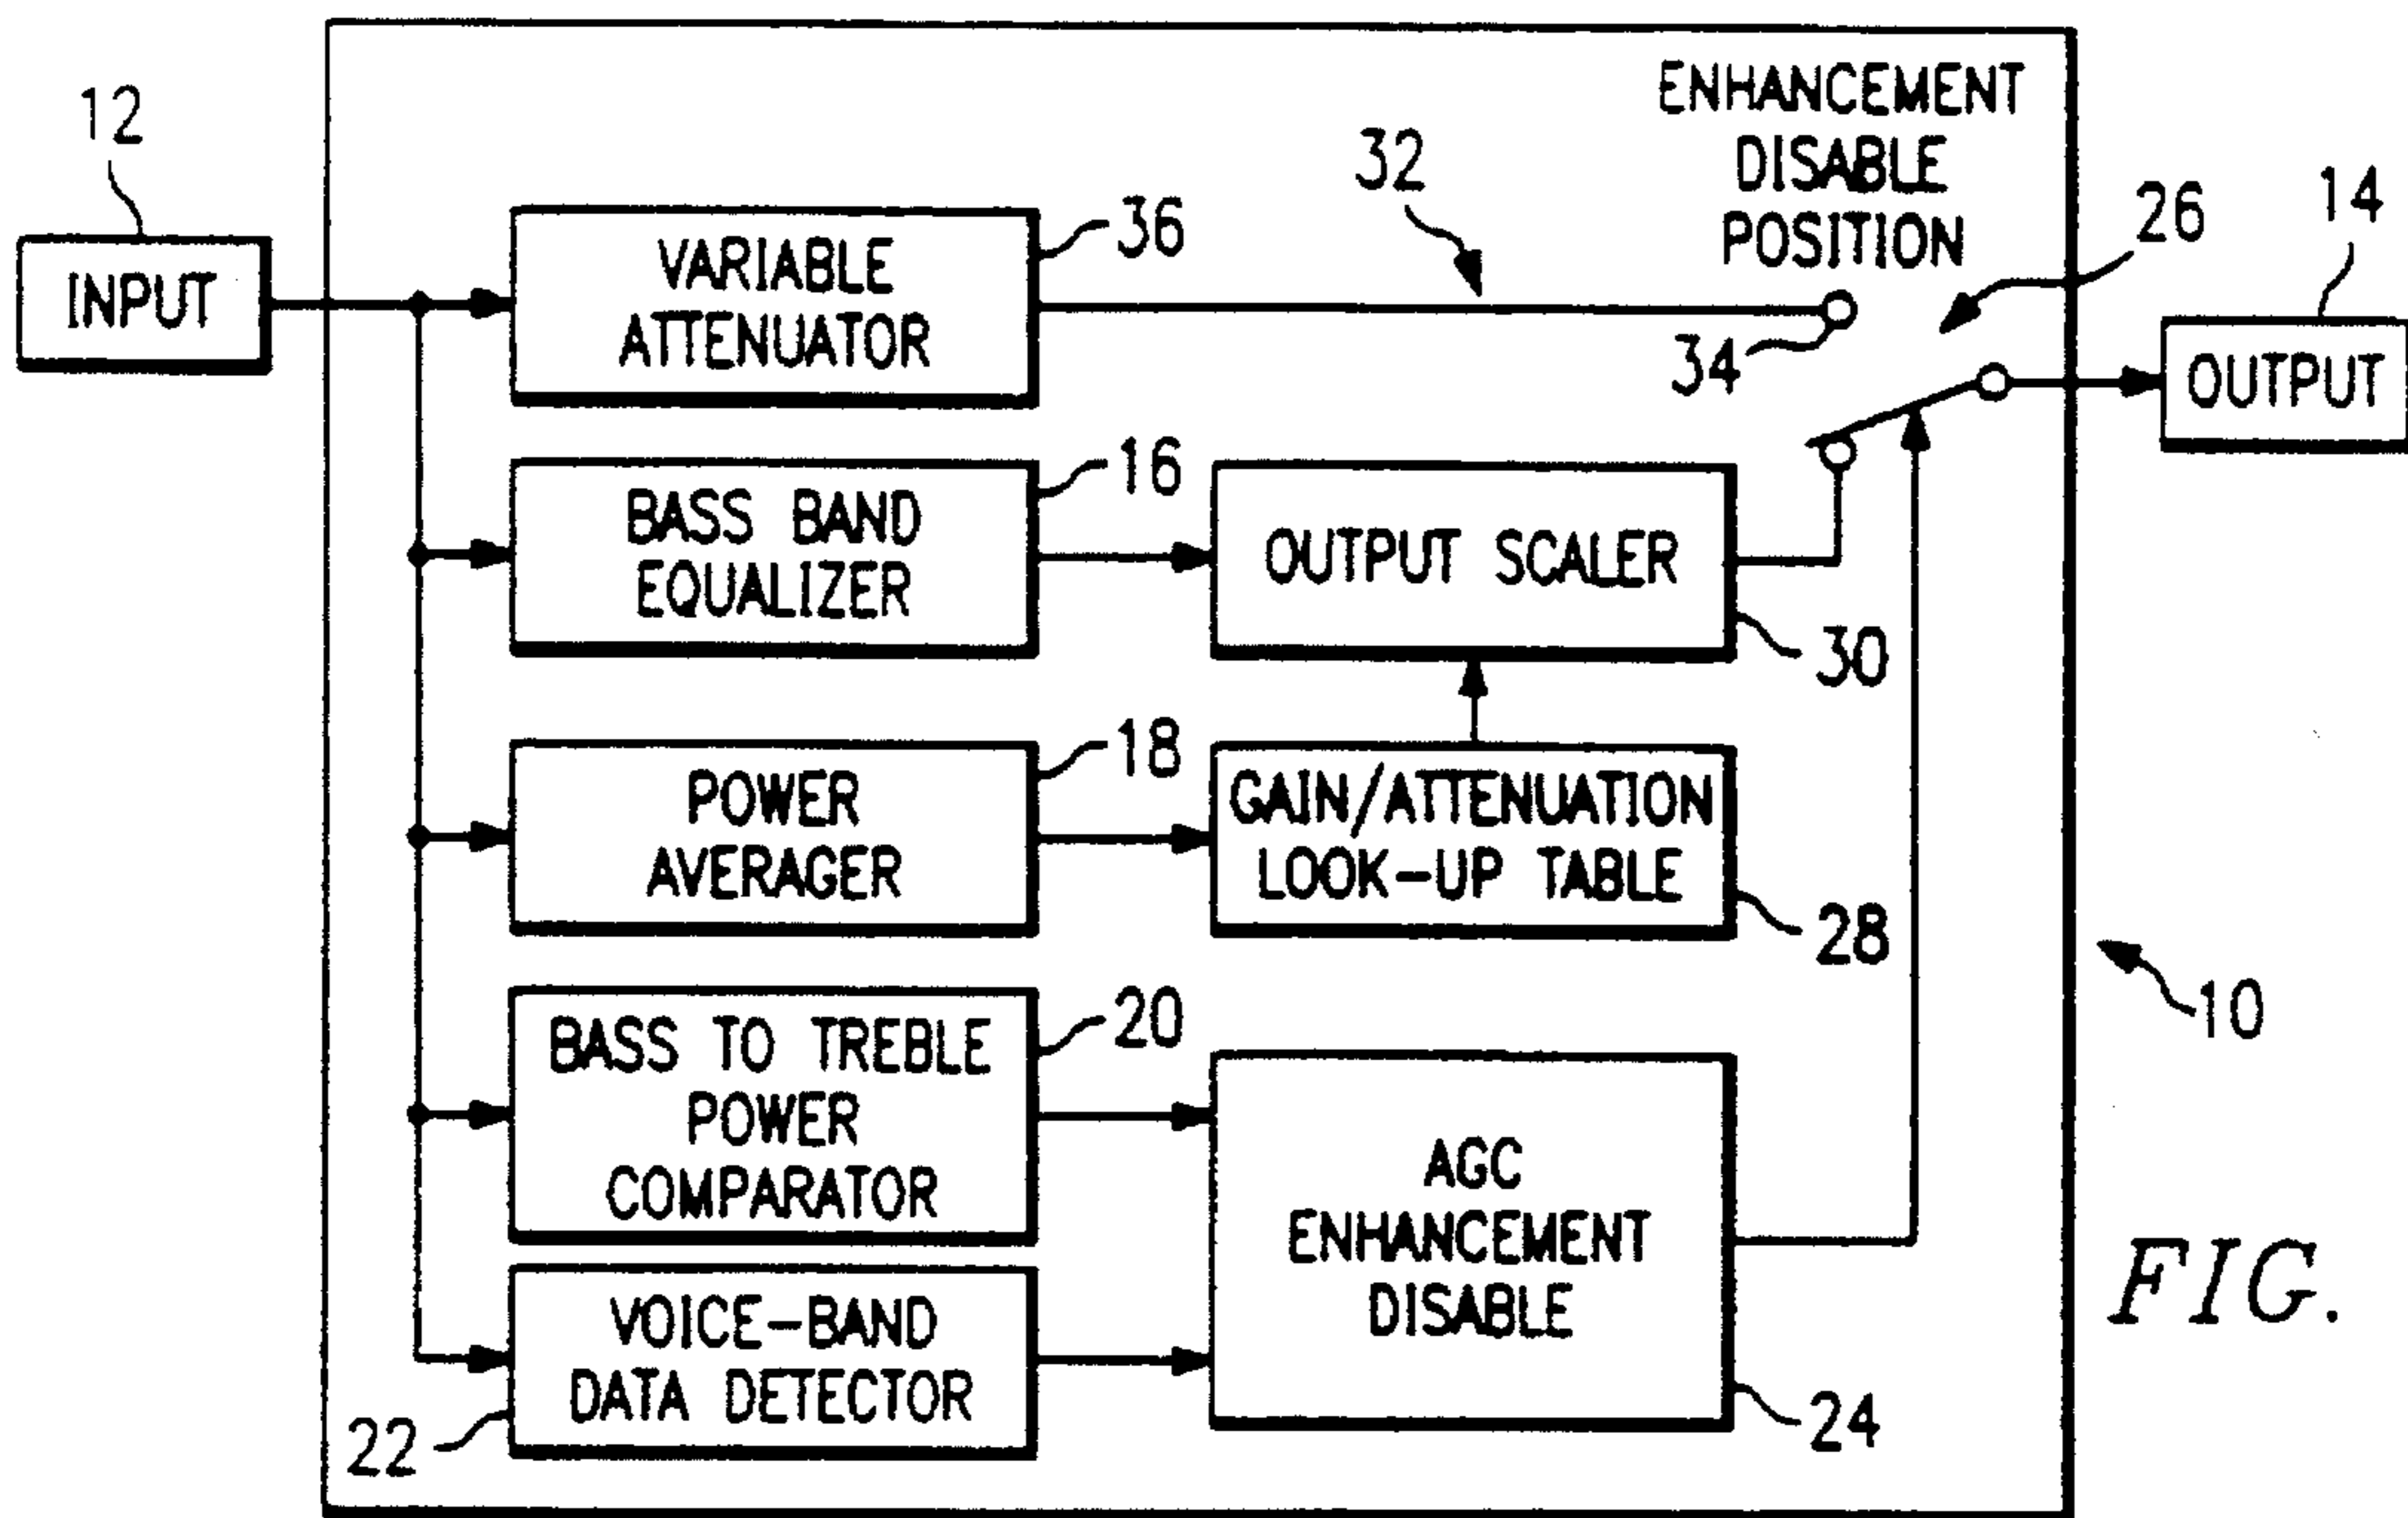 12
INPUT
VARIABLE
ATTENUATOR
36
32
ENHANCEMENT
DISABLE
POSITION
34
26
14
OUTPUT
BASS BAND
EQUALIZER
16
OUTPUT SCALER
30
POWER
AVERAGER
18
GAIN/ATTENUATION
LOOK-UP TABLE
28
10
BASS TO TREBLE
POWER
COMPARATOR
20
AGC
ENHANCEMENT
DISABLE
24
VOICE-BAND
DATA DETECTOR
22
FIG.